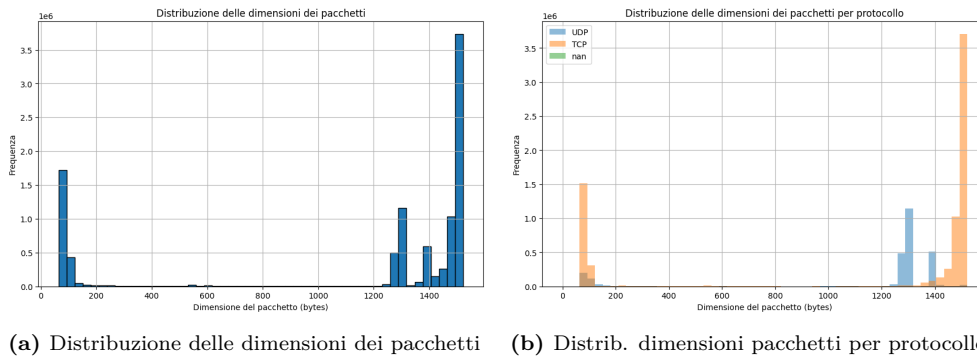 Distribuzione delle dimensioni dei pacchetti
1e6
3.5
3.0
2.5
2.0
1.5
1.0
0.5
0.0
Frequenza
0 200 400 600 800 1000 1200 1400
Dimensione del pacchetto (bytes)
(a) Distribuzione delle dimensioni dei pacchetti
Distribuzione delle dimensioni dei pacchetti per protocollo
1e6
UDP
TCP
nan
3.5
3.0
2.5
2.0
1.5
1.0
0.5
0.0
Frequenza
0 200 400 600 800 1000 1200 1400
Dimensione del pacchetto (bytes)
(b) Distrib. dimensioni pacchetti per protocollo